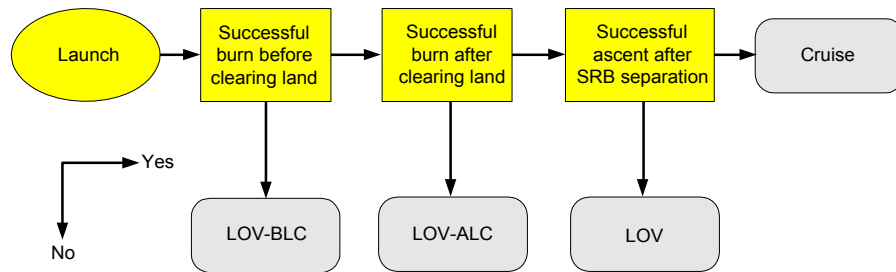 Launch
Successful
burn before
clearing land
Successful
burn after
clearing land
Successful
ascent after
SRB separation
Cruise
Yes
No
LOV-BLC
LOV-ALC
LOV